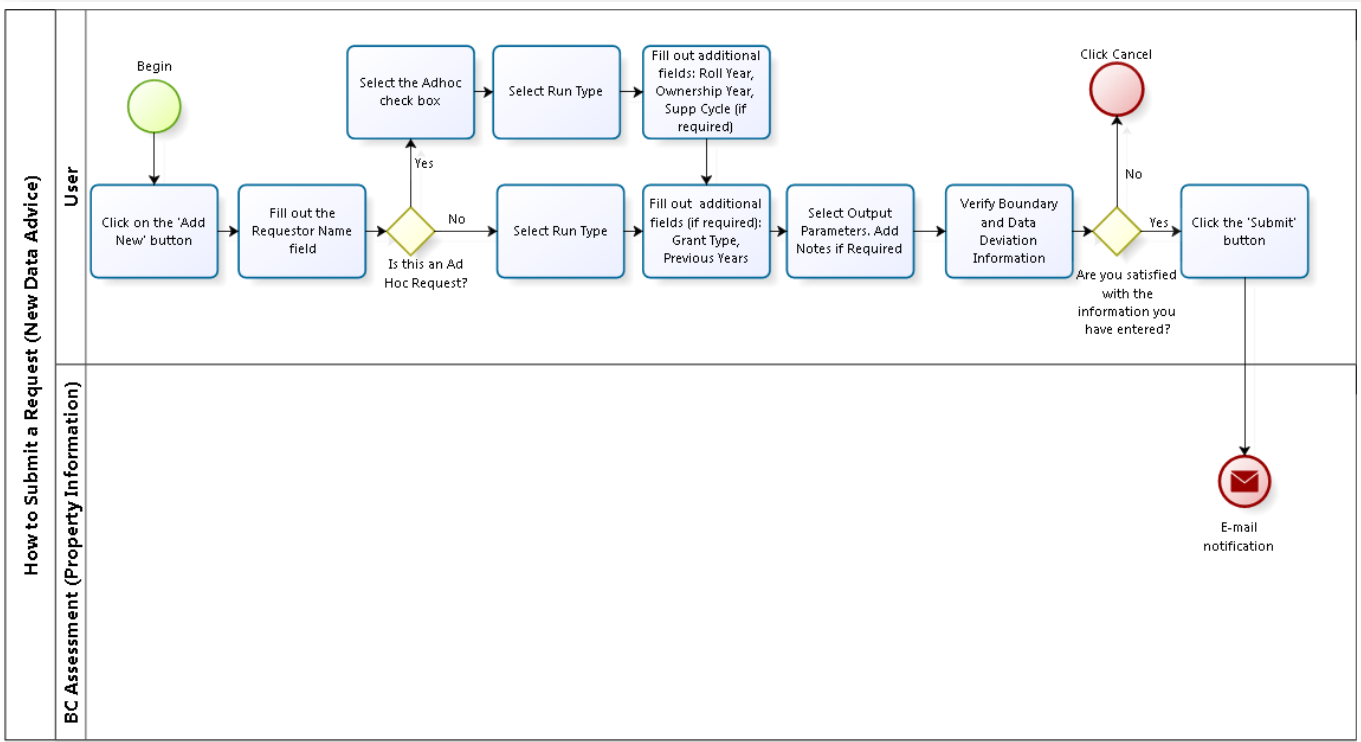 How to Submit a Request (New Data Advice)
User
Begin
Click on the 'Add
New' button
Fill out the
Requestor Name
field
Is this an Ad
Hoc Request?
Yes
Select the Adhoc
check box
Select Run Type
Fill out additional
fields: Roll Year,
Ownership Year,
Supp Cycle (if
required)
No
Select Run Type
Fill out  additional
fields (if required):
Grant Type,
Previous Years
Select Output
Parameters. Add
Notes if Required
Verify Boundary
and Data
Deviation
Information
Are you satisfied
with the
information you
have entered?
No
Click Cancel
Yes
Click the 'Submit'
button
BC Assessment (Property Information)
E-mail
notification